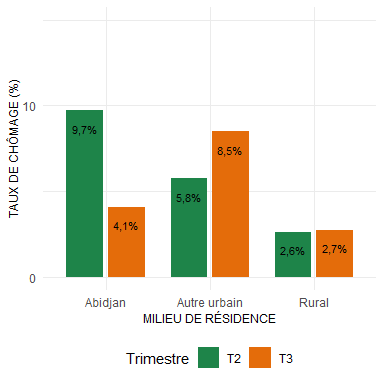 TAUX DE CHÔMAGE (%)
10
0
9,7%
4,1%
5,8%
8,5%
2,6%
2,7%
Abidjan Autre urbain Rural
MILIEU DE RÉSIDENCE
Trimestre T2 T3